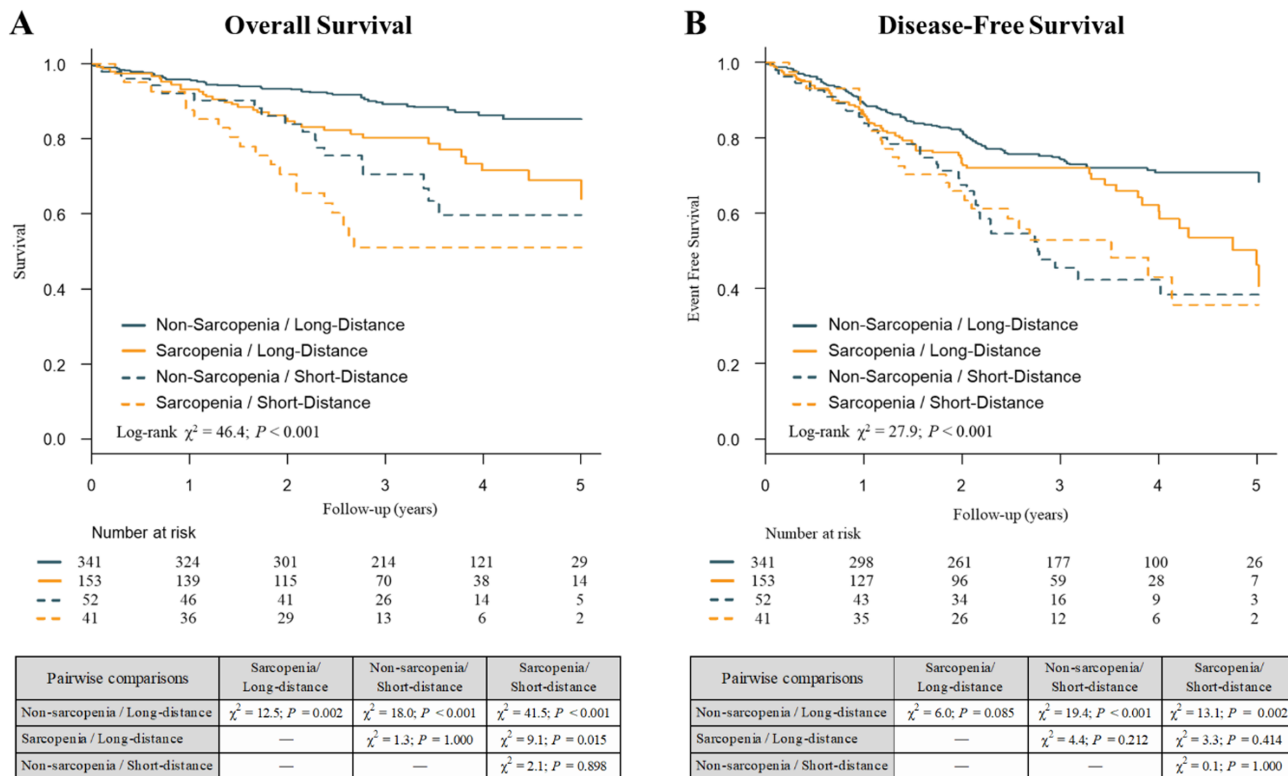 A Overall Survival
1.0
0.8
0.6
0.4
0.2
0.0
Survival
Non-Sarcopenia / Long-Distance
Sarcopenia / Long-Distance
Non-Sarcopenia / Short-Distance
Sarcopenia / Short-Distance
Log-rank χ² = 46.4; P < 0.001
0 1 2 3 4 5
Follow-up (years)
Number at risk
341 324 301 214 121 29
153 139 115 70 38 14
52 46 41 26 14 5
41 36 29 13 6 2
Pairwise comparisons Sarcopenia/ Long-distance Non-sarcopenia/ Short-distance Sarcopenia/ Short-distance
Non-sarcopenia / Long-distance χ² = 12.5; P = 0.002 χ² = 18.0; P <0.001 χ² = 41.5; P <0.001
Sarcopenia / Long-distance — χ² = 1.3; P = 1.000 χ² = 9.1; P = 0.015
Non-sarcopenia / Short-distance — — χ² = 2.1; P = 0.898
B Disease-Free Survival
1.0
0.8
0.6
0.4
0.2
0.0
Event Free Survival
Non-Sarcopenia / Long-Distance
Sarcopenia / Long-Distance
Non-Sarcopenia / Short-Distance
Sarcopenia / Short-Distance
Log-rank χ² = 27.9; P < 0.001
0 1 2 3 4 5
Follow-up (years)
Number at risk
341 298 261 177 100 26
153 127 96 59 28 7
52 43 34 16 9 3
41 35 26 12 6 2
Pairwise comparisons Sarcopenia/ Long-distance Non-sarcopenia/ Short-distance Sarcopenia/ Short-distance
Non-sarcopenia / Long-distance χ² = 6.0; P = 0.085 χ² = 19.4; P <0.001 χ² = 13.1; P = 0.002
Sarcopenia / Long-distance — χ² = 4.4; P = 0.212 χ² = 3.3; P = 0.414
Non-sarcopenia / Short-distance — — χ² = 0.1; P = 1.000